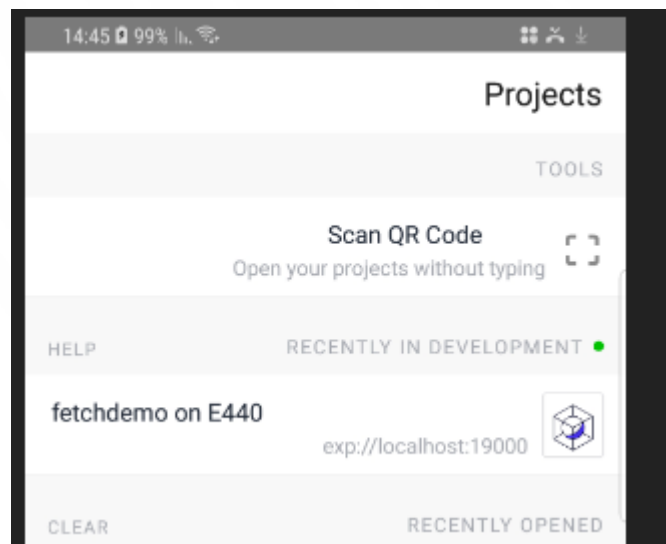 14:45 99%
Projects
TOOLS
Scan QR Code
Open your projects without typing
HELP RECENTLY IN DEVELOPMENT
fetchdemo on E440
exp://localhost:19000
CLEAR RECENTLY OPENED